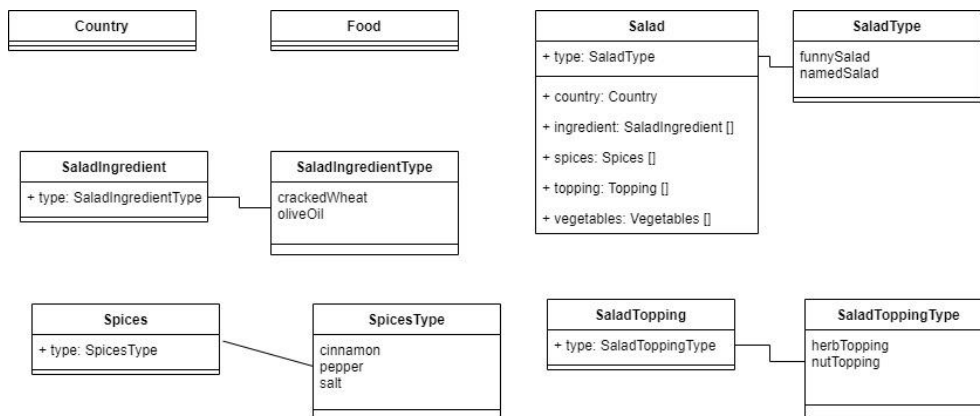 Country
Food
Salad
+ type: SaladType
+ country: Country
+ ingredient: SaladIngredient []
+ spices: Spices []
+ topping: Topping []
+ vegetables: Vegetables []
SaladType
funnySalad
namedSalad
SaladIngredient
+ type: SaladIngredientType
SaladIngredientType
crackedWheat
oliveOil
Spices
+ type: SpicesType
SpicesType
cinnamon
pepper
salt
SaladTopping
+ type: SaladToppingType
SaladToppingType
herbTopping
nutTopping